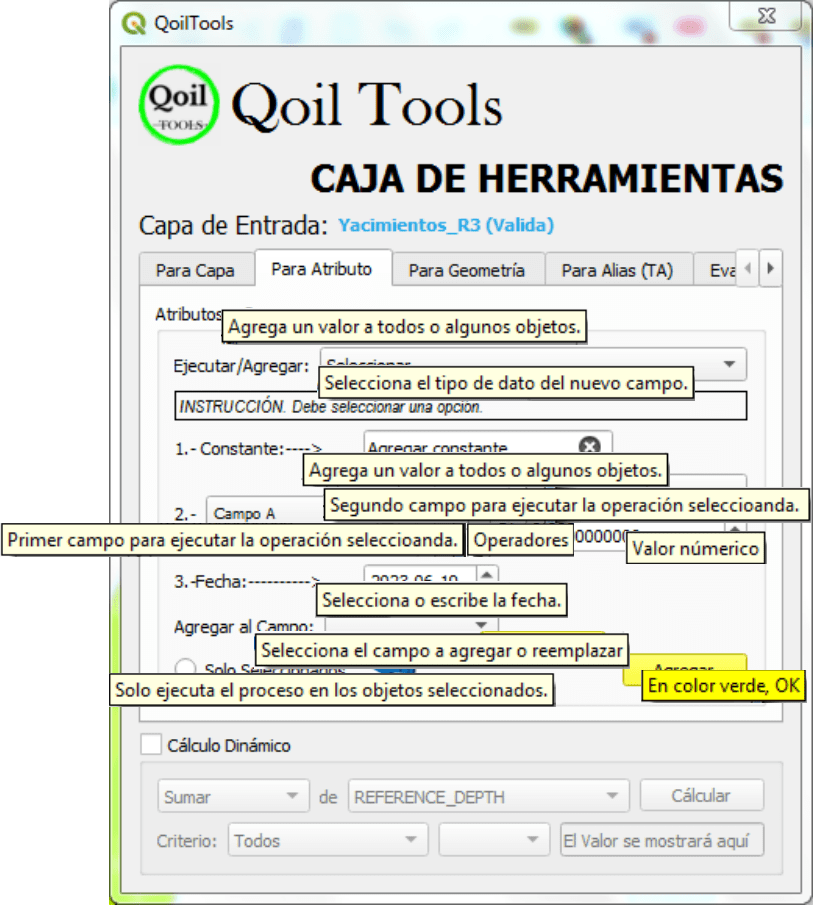 QoilTools
Qoil
TOOLS
Qoil Tools
CAJA DE HERRAMIENTAS
Capa de Entrada: Yacimientos_R3 (Valida)
Para Capa Para Atributo Para Geometría Para Alias (TA) Eva
Atributos
Agrega un valor a todos o algunos objetos.
Ejecutar/Agregar: Seleccionar
Selecciona el tipo de dato del nuevo campo.
INSTRUCCIÓN. Debe seleccionar una opción.
1.- Constante:----> Agregar constante
Agrega un valor a todos o algunos objetos.
Segundo campo para ejecutar la operación seleccioanda.
2.- Campo A
Primer campo para ejecutar la operación seleccioanda. Operadores
Valor númerico
3.-Fecha:----------> 2023-06-19
Selecciona o escribe la fecha.
Agregar al Campo:
Selecciona el campo a agregar o reemplazar
Solo Seleccionados Agregar
Solo ejecuta el proceso en los objetos seleccionados. En color verde, OK
Cálculo Dinámico
Sumar de REFERENCE_DEPTH Cálcular
Criterio: Todos El Valor se mostrará aquí